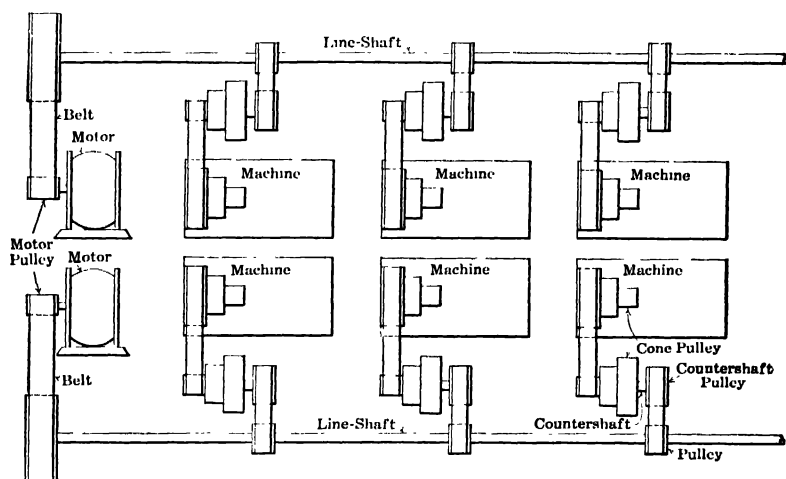 Line-Shaft
Belt
Motor
Machine
Machine
Machine
Motor
Pulley
Motor
Machine
Machine
Machine
Cone Pulley
Countershaft
Pulley
Belt
Line-Shaft
Countershaft
Pulley